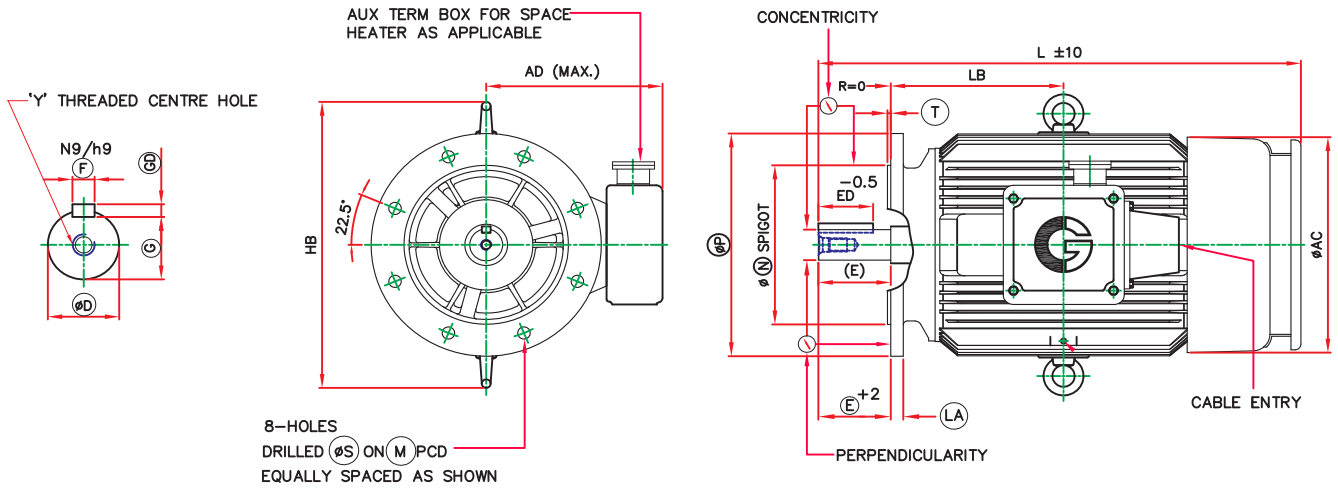 AUX TERM BOX FOR SPACE
HEATER AS APPLICABLE
CONCENTRICITY
L ±10
AD (MAX.)
R=0
LB
'Y' THREADED CENTRE HOLE
T
N9/h9
F
GD
G
øD
HB
22.5°
-0.5
ED
øP
ø N SPIGOT
(E)
øAC
G
E +2
LA
CABLE ENTRY
8-HOLES
DRILLED øS ON M PCD
EQUALLY SPACED AS SHOWN
PERPENDICULARITY